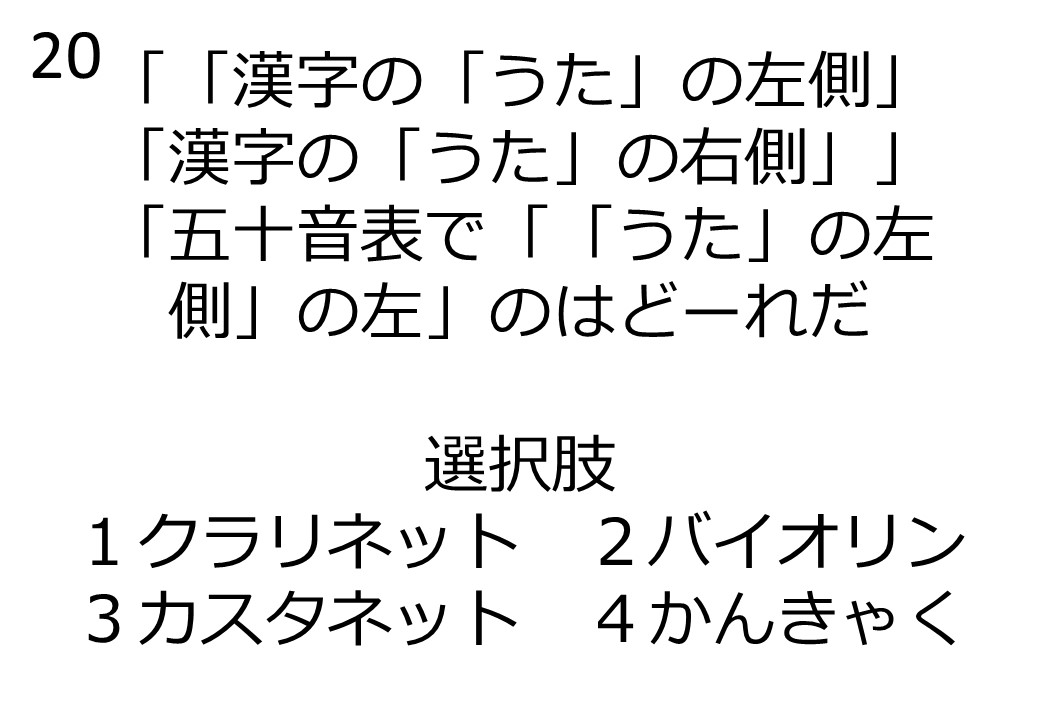 20
「「漢字の「うた」の左側」
「漢字の「うた」の右側」」
「五十音表で「「うた」の左
側」の左」のはどーれだ
選択肢
１クラリネット　２バイオリン
３カスタネット　４かんきゃく